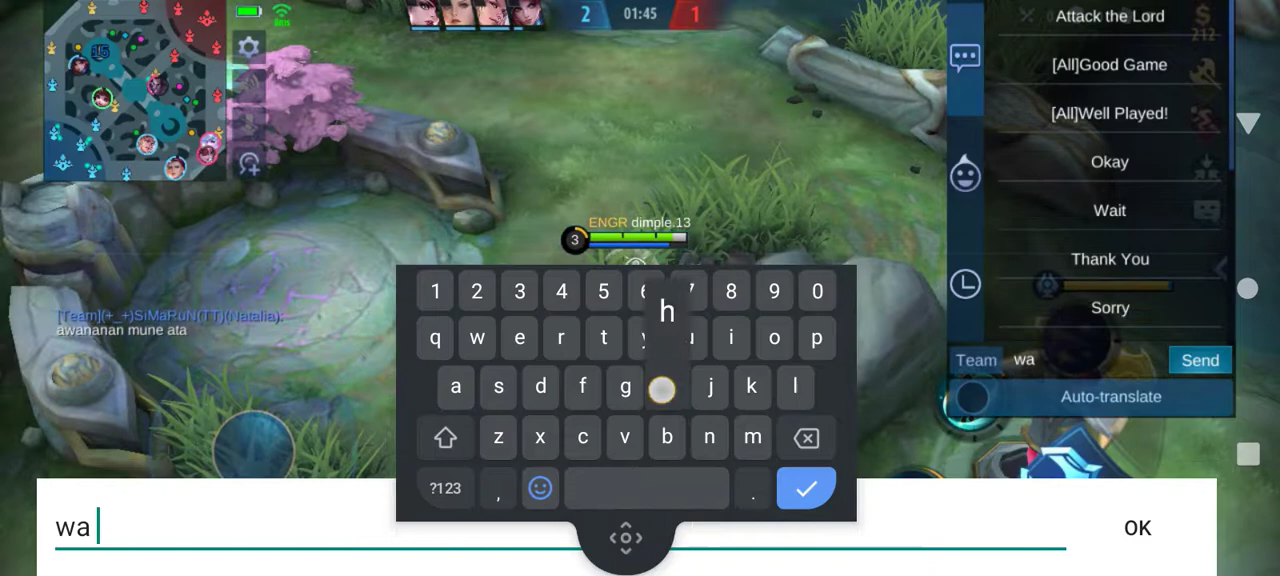 8ms
2 01:45 1
212
Attack the Lord
[All]Good Game
[All]Well Played!
Okay
Wait
Thank You
Sorry
ENGR dimple.13
3
[Team](+_+)SiMaRuN(TT)(Natalia):
awananan mune ata
Team wa Send
Auto-translate
1 2 3 4 5 6 7 8 9 0
h
q w e r t y u i o p
a s d f g j k l
z x c v b n m
?123 , .
wa
OK